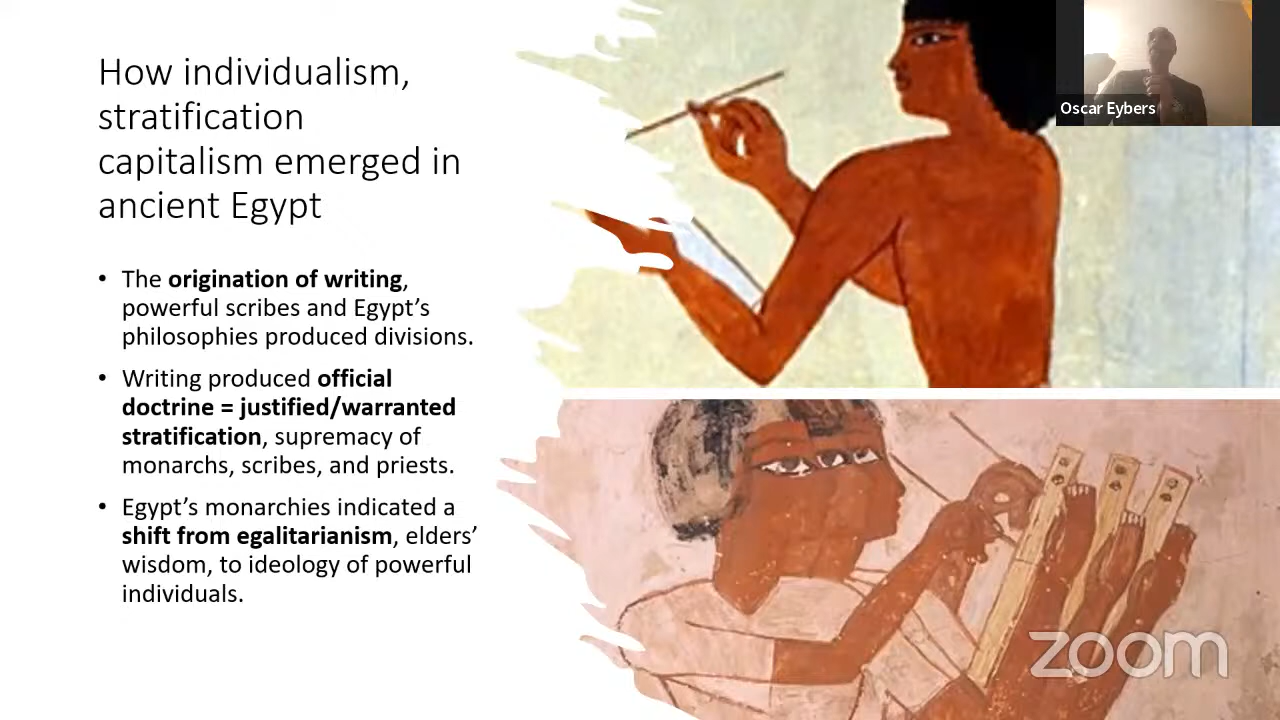 How individualism,
stratification
capitalism emerged in
ancient Egypt
• The origination of writing,
powerful scribes and Egypt’s
philosophies produced divisions.
• Writing produced official
doctrine = justified/warranted
stratification, supremacy of
monarchs, scribes, and priests.
• Egypt’s monarchies indicated a
shift from egalitarianism, elders’
wisdom, to ideology of powerful
individuals.
Oscar Eybers
zoom